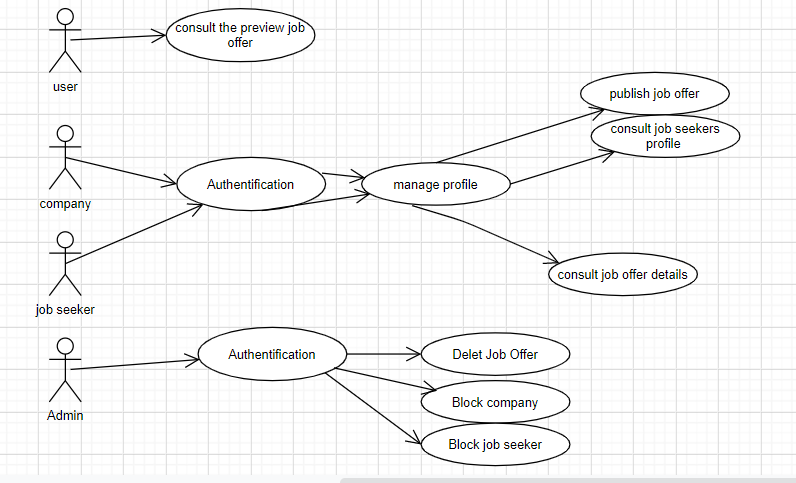 consult the preview job
offer
user
publish job offer
consult job seekers
profile
company
Authentification
manage profile
job seeker
consult job offer details
Admin
Authentification
Delet Job Offer
Block company
Block job seeker